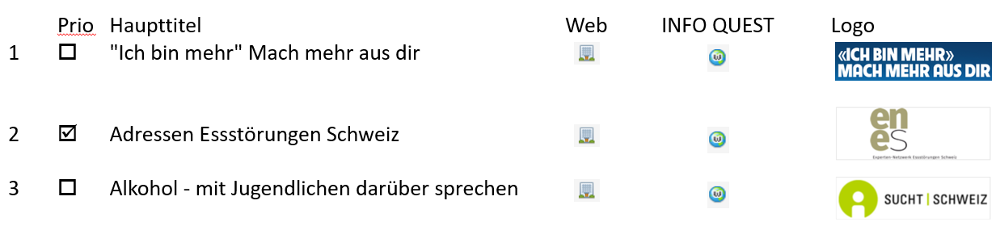 Prio Haupttitel Web INFO QUEST Logo
1 "Ich bin mehr" Mach mehr aus dir
«ICH BIN MEHR»
MACH MEHR AUS DIR
2 Adressen Essstörungen Schweiz
en
es
Experten-Netzwerk Essstörungen Schweiz
3 Alkohol - mit Jugendlichen darüber sprechen
SUCHT | SCHWEIZ